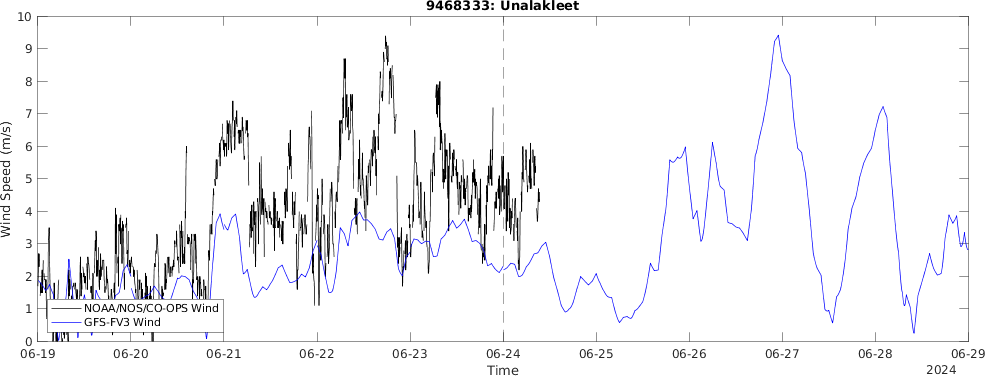 9468333: Unalakleet
Wind Speed (m/s)
10
9
8
7
6
5
4
3
2
1
0
NOAA/NOS/CO-OPS Wind
GFS-FV3 Wind
06-19 06-20 06-21 06-22 06-23 06-24 06-25 06-26 06-27 06-28 06-29
Time
2024